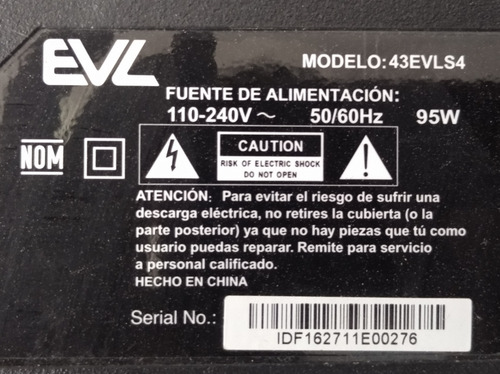 EVL
MODELO: 43EVLS4
FUENTE DE ALIMENTACIÓN:
110-240V ~ 50/60Hz 95W
NOM
CAUTION
RISK OF ELECTRIC SHOCK
DO NOT OPEN
ATENCIÓN: Para evitar el riesgo de sufrir una
descarga eléctrica, no retires la cubierta (o la
parte posterior) ya que no hay piezas que tú como
usuario puedas reparar. Remite para servicio
a personal calificado.
HECHO EN CHINA
Serial No.:
IDF162711E00276